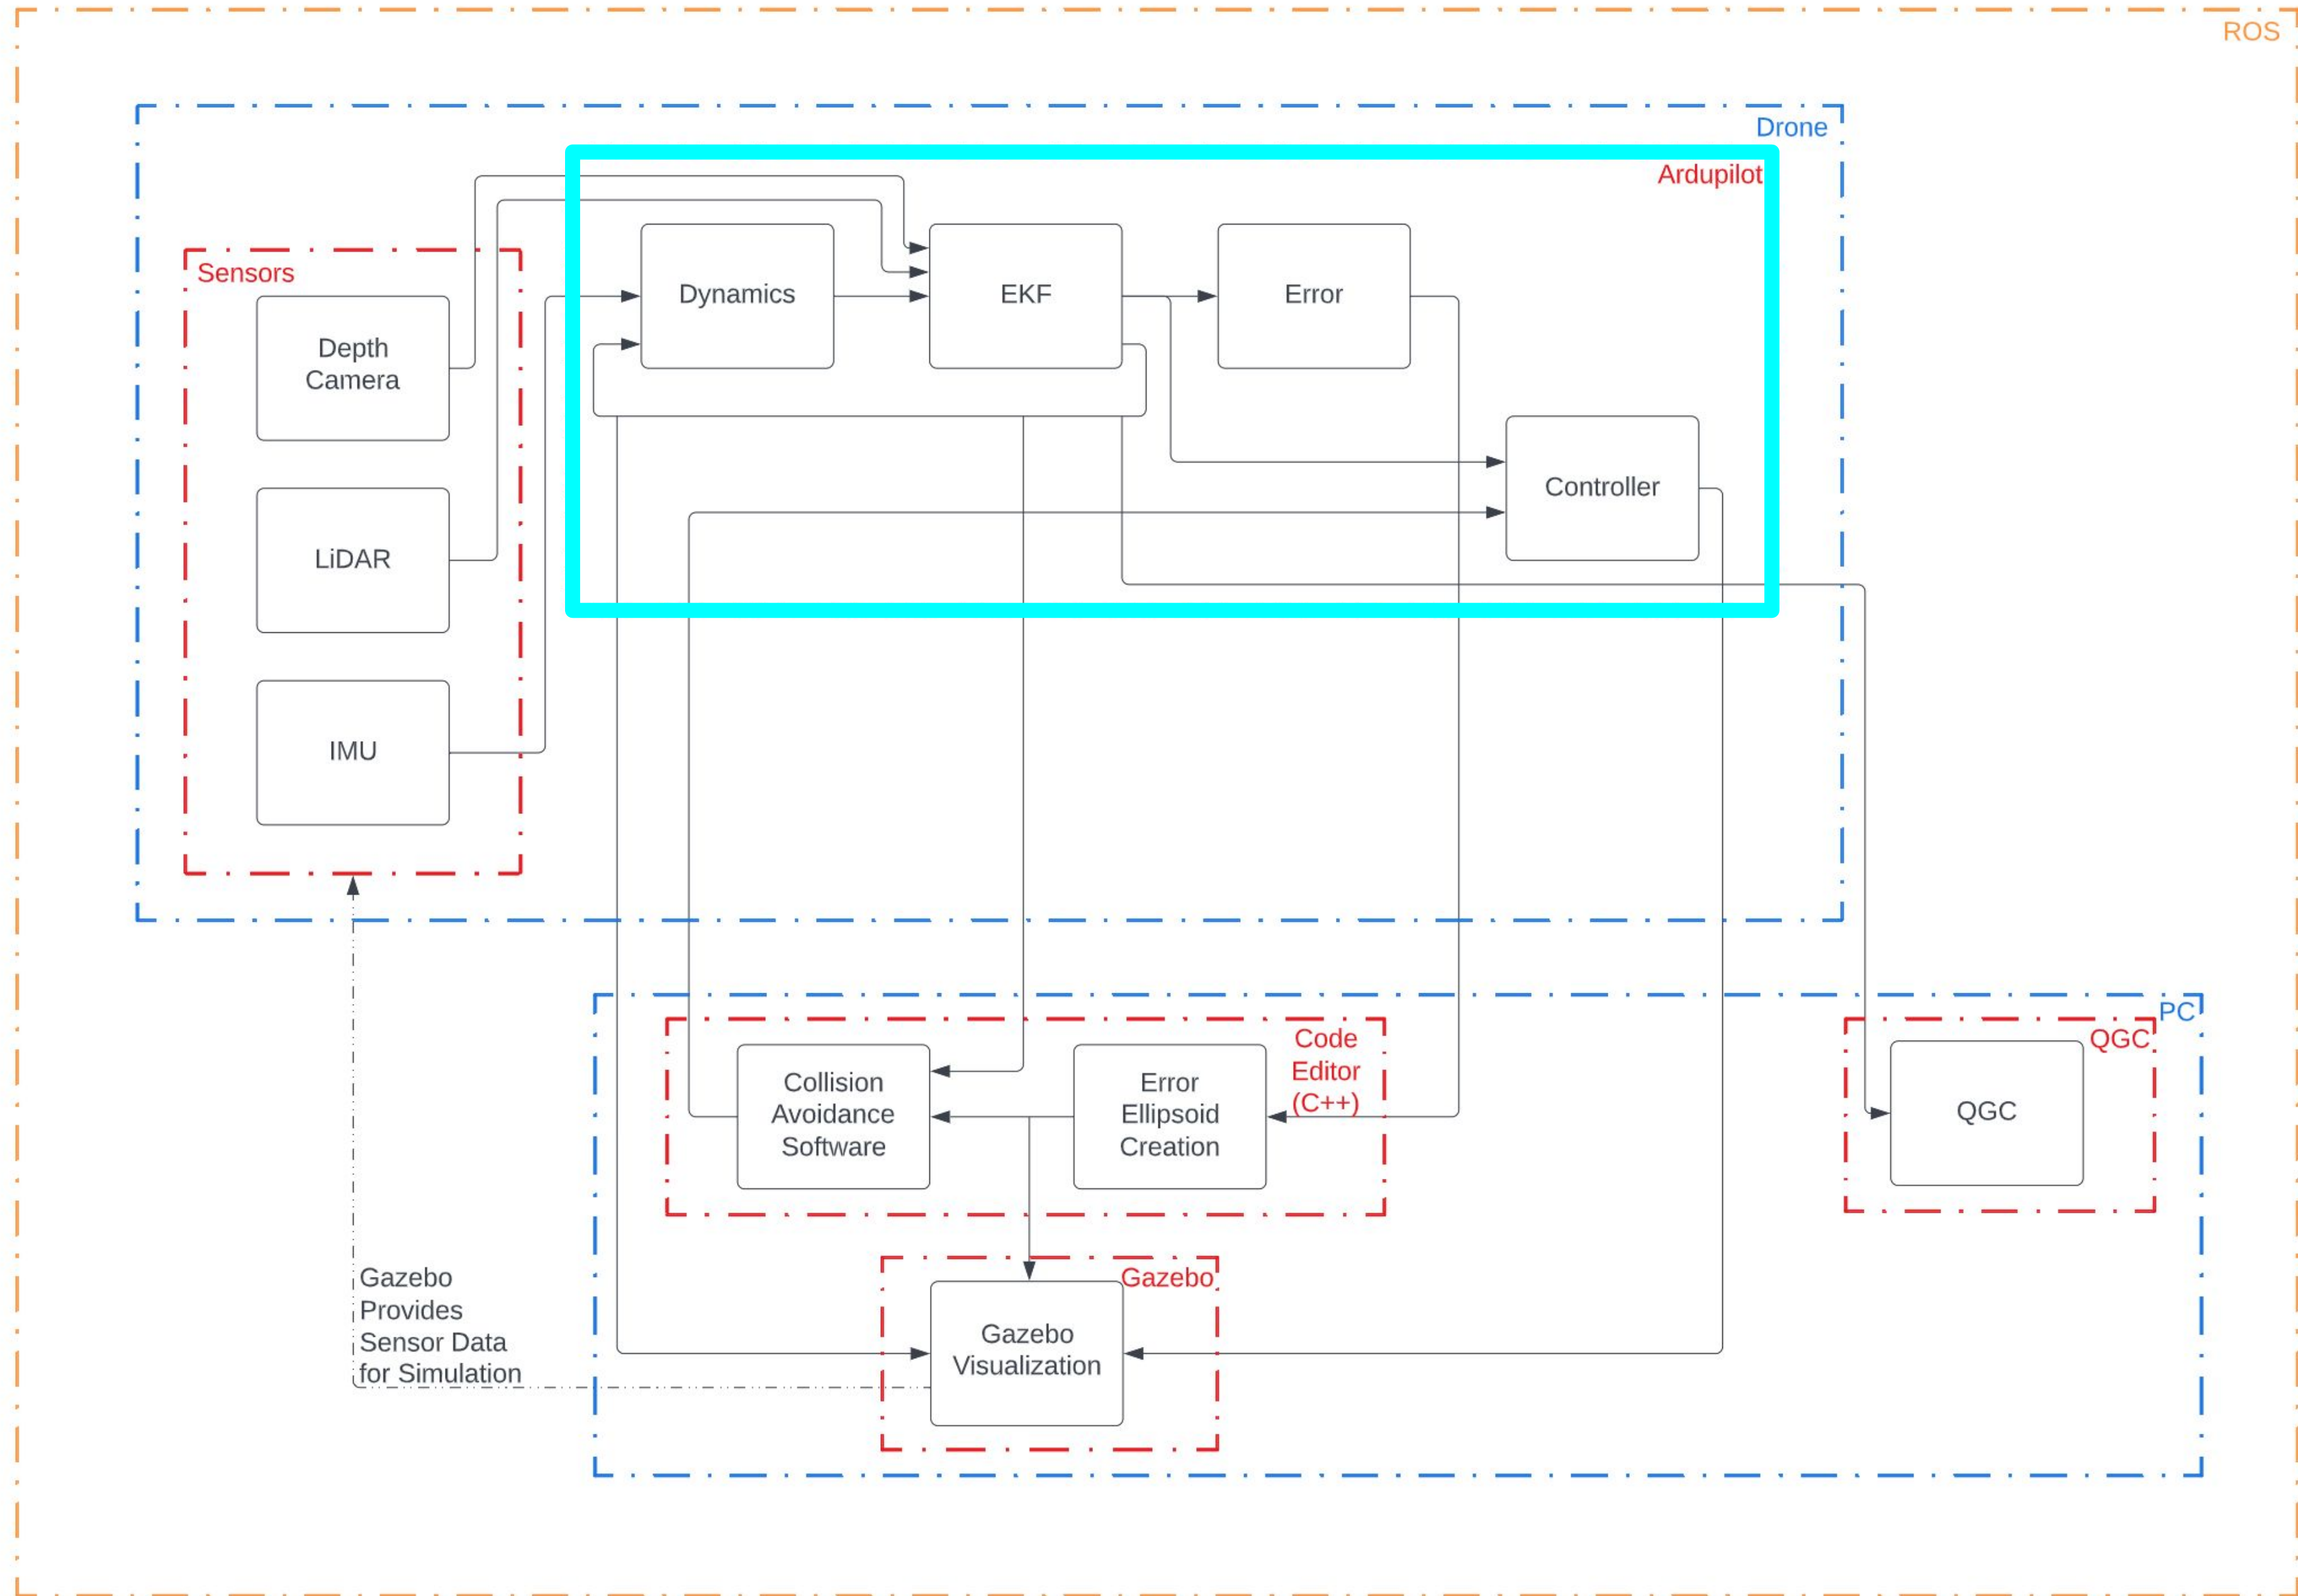 ROS
Drone
Ardupilot
Sensors
Dynamics
EKF
Error
Depth
Camera
Controller
LiDAR
IMU
PC
Code
Editor
(C++)
QGC
Collision
Avoidance
Software
Error
Ellipsoid
Creation
QGC
Gazebo
Gazebo
Provides
Sensor Data
for Simulation
Gazebo
Visualization